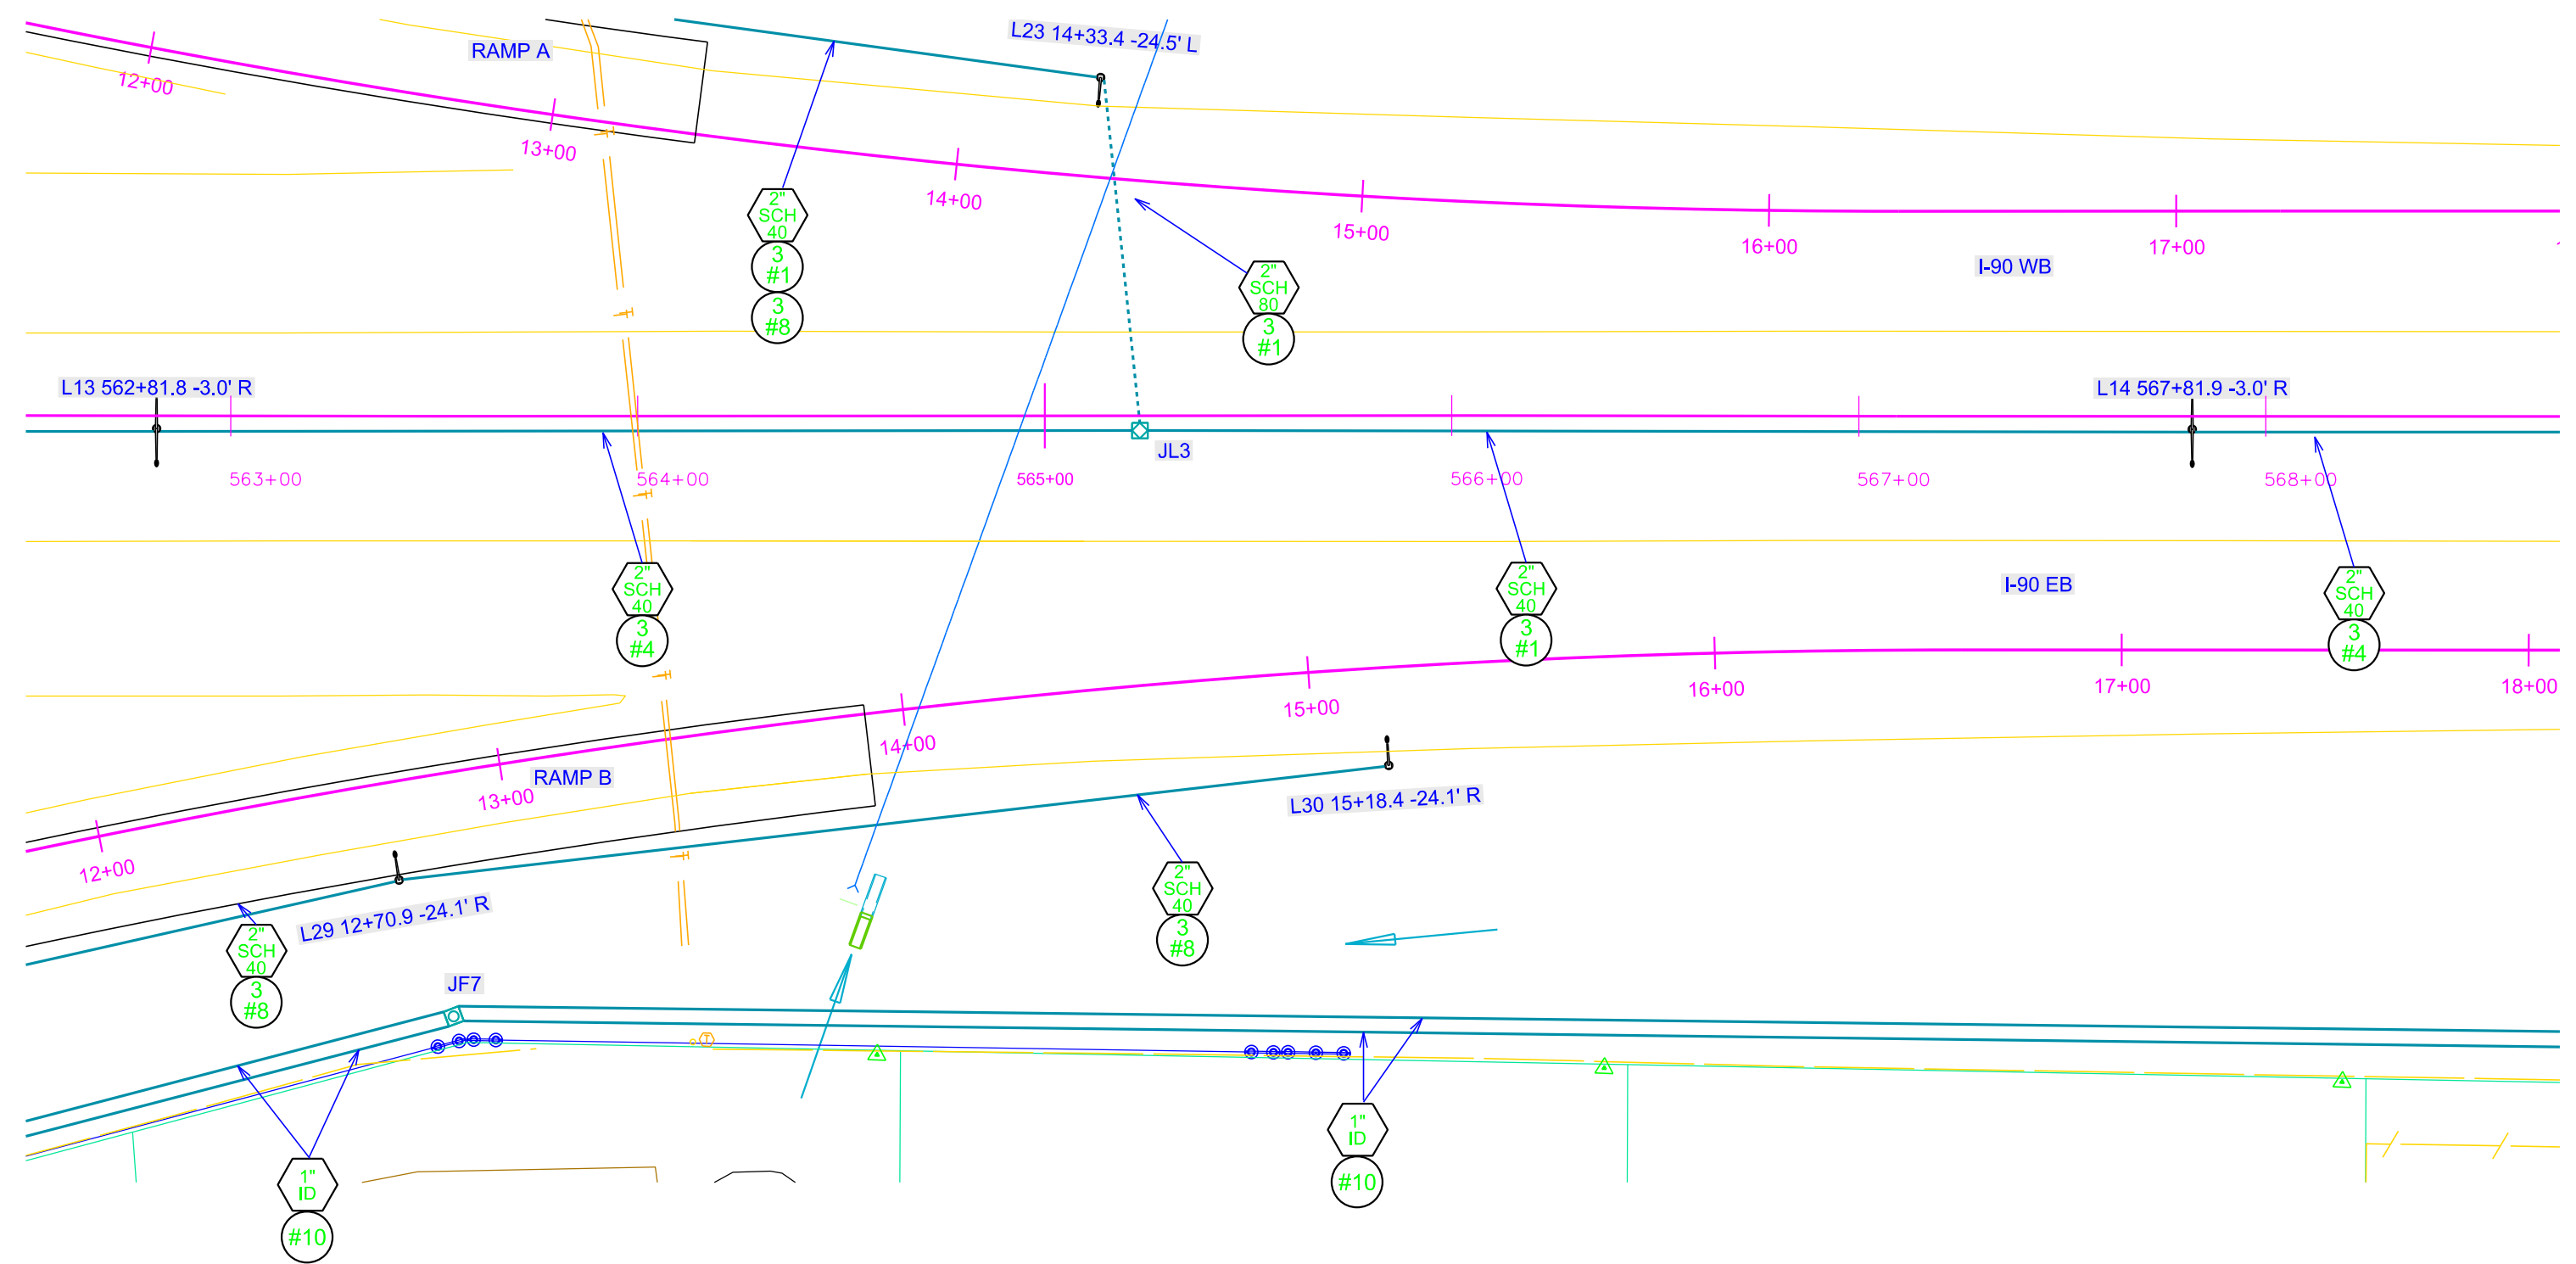 L23 14+33.4 -24.5' L
RAMP A
12+00
13+00
14+00
15+00
16+00
17+00
2"
SCH
40
3
#1
3
#8
I-90 WB
2"
SCH
80
3
#1
L13 562+81.8 -3.0' R
L14 567+81.9 -3.0' R
JL3
563+00
564+00
565+00
566+00
567+00
568+00
2"
SCH
40
3
#4
2"
SCH
40
3
#1
I-90 EB
2"
SCH
40
3
#4
12+00
13+00
14+00
15+00
16+00
17+00
18+00
RAMP B
L30 15+18.4 -24.1' R
L29 12+70.9 -24.1' R
2"
SCH
40
3
#8
2"
SCH
40
3
#8
JF7
1"
ID
#10
1"
ID
#10